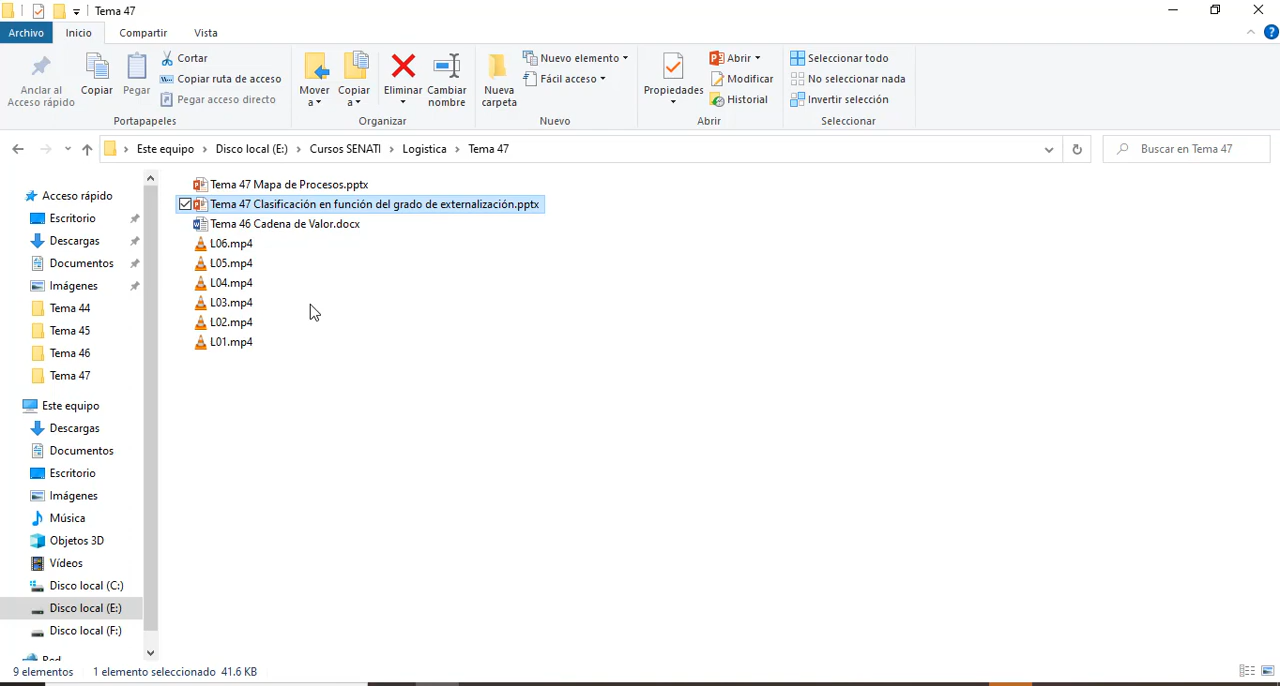 Tema 47
Archivo Inicio Compartir Vista
Anclar al Acceso rápido
Copiar
Pegar
Cortar
Copiar ruta de acceso
Pegar acceso directo
Portapapeles
Mover a
Copiar a
Eliminar
Cambiar nombre
Organizar
Nueva carpeta
Nuevo elemento
Fácil acceso
Nuevo
Propiedades
Abrir
Modificar
Historial
Abrir
Seleccionar todo
No seleccionar nada
Invertir selección
Seleccionar
Este equipo > Disco local (E:) > Cursos SENATI > Logistica > Tema 47
Buscar en Tema 47
Acceso rápido
Escritorio
Descargas
Documentos
Imágenes
Tema 44
Tema 45
Tema 46
Tema 47
Este equipo
Descargas
Documentos
Escritorio
Imágenes
Música
Objetos 3D
Vídeos
Disco local (C:)
Disco local (E:)
Disco local (F:)
Red
Tema 47 Mapa de Procesos.pptx
Tema 47 Clasificación en función del grado de externalización.pptx
Tema 46 Cadena de Valor.docx
L06.mp4
L05.mp4
L04.mp4
L03.mp4
L02.mp4
L01.mp4
9 elementos 1 elemento seleccionado 41.6 KB